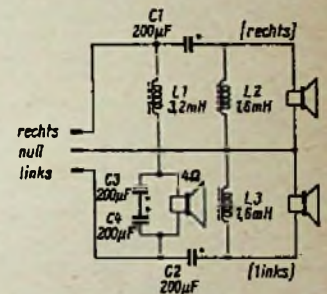 C1
200µF
[rechts]
L1
3,2mH
L2
1,6mH
rechts
null
links
C3
200µF
C4
200µF
4Ω
L3
1,6mH
C2
200µF
[links]